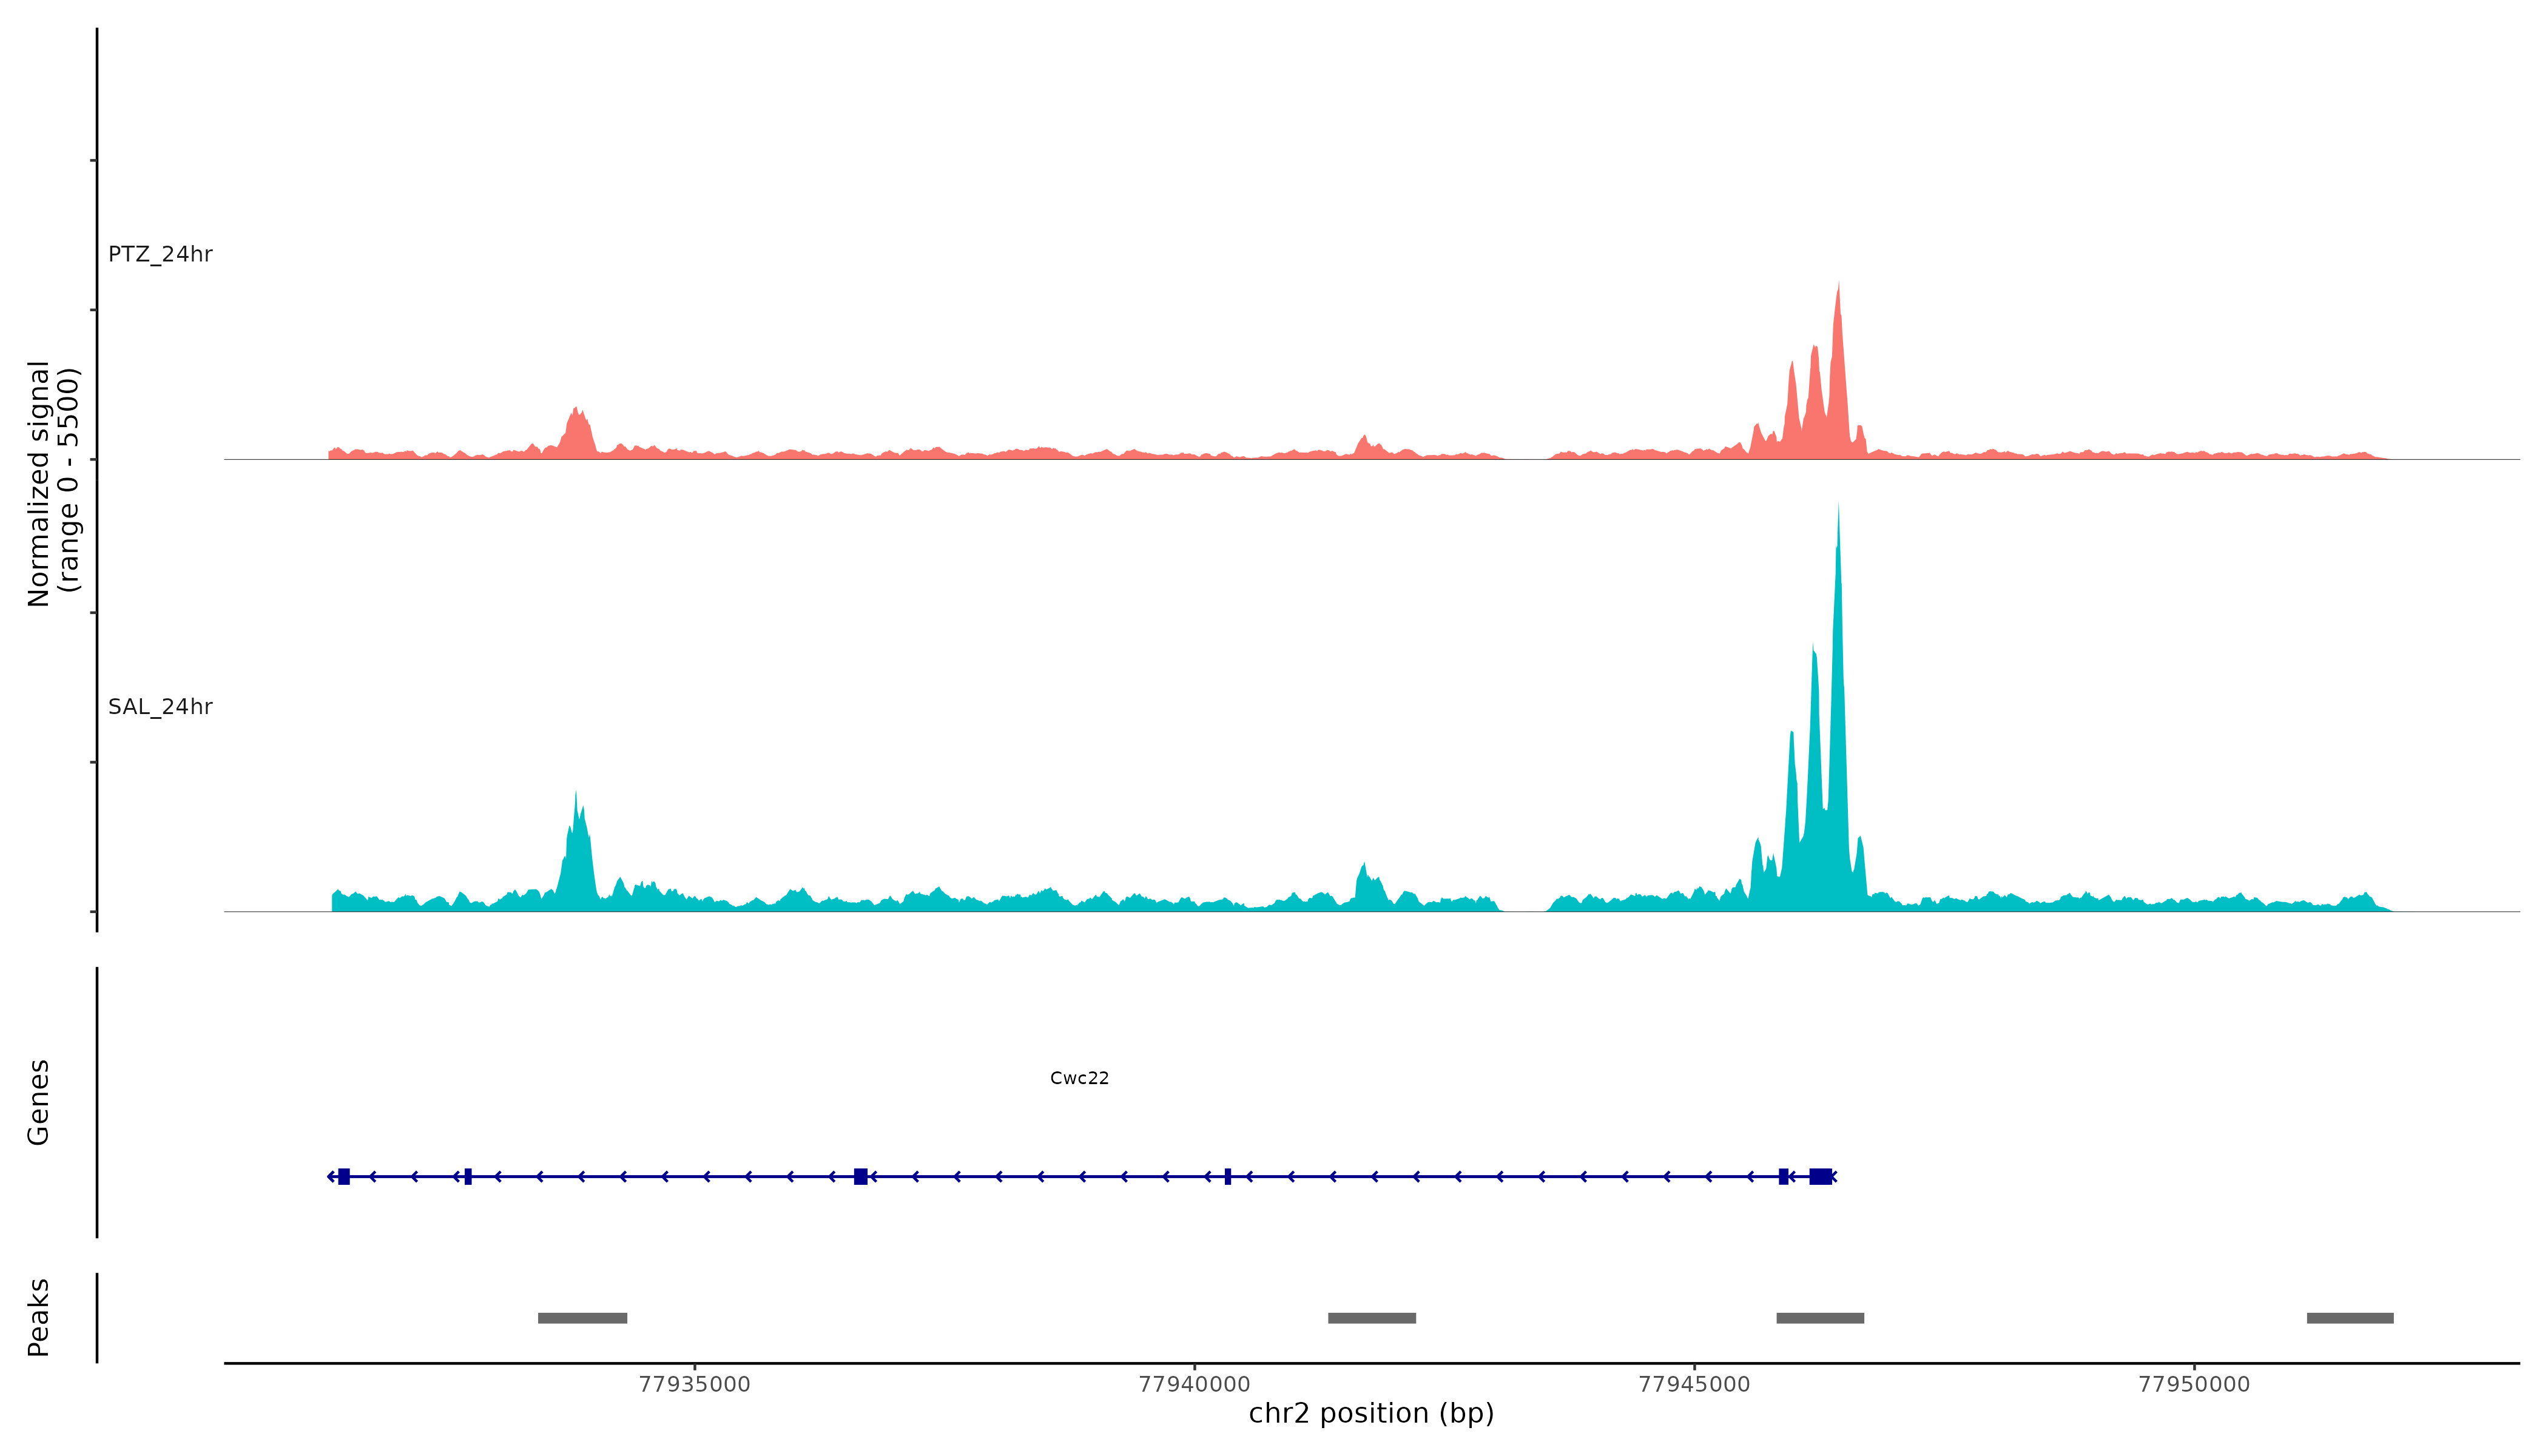 PTZ_24hr
Normalized signal
(range 0 - 5500)
SAL_24hr
Genes
Cwc22
Peaks
77935000
77940000
77945000
77950000
chr2 position (bp)